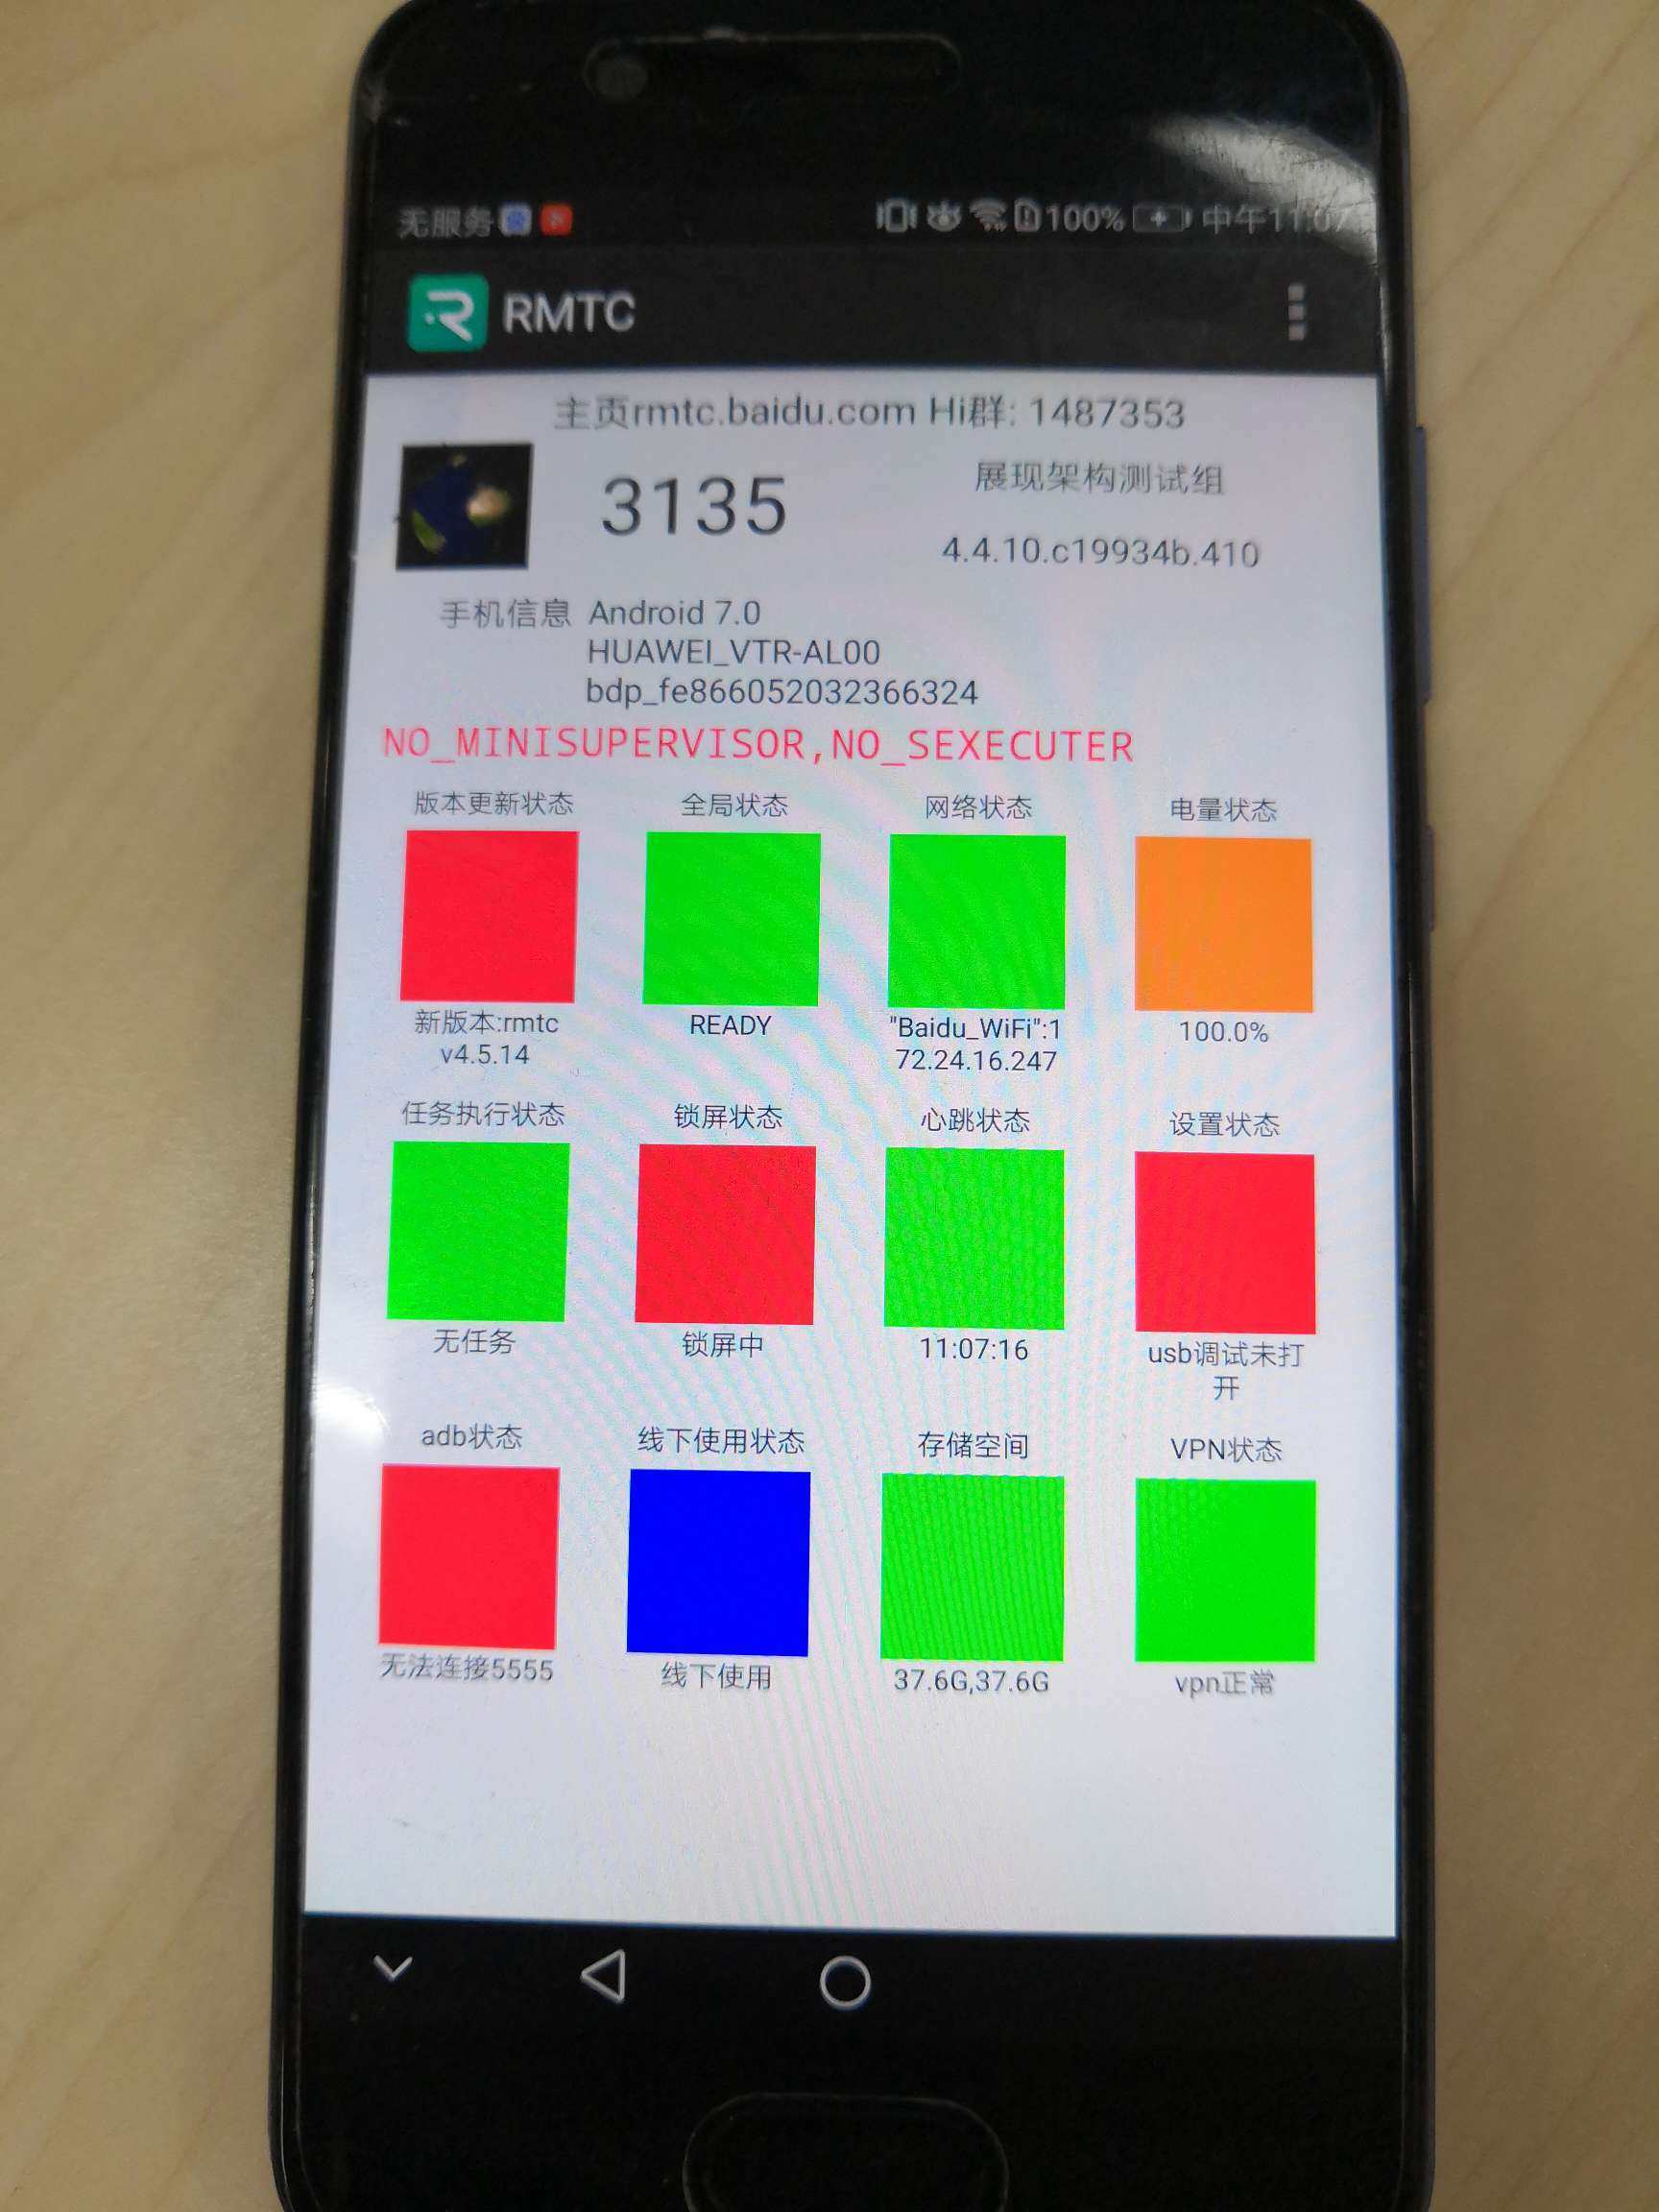 无服务 100% 中午11:07
RMTC
主页rmtc.baidu.com Hi群: 1487353
3135
展现架构测试组
4.4.10.c19934b.410
手机信息 Android 7.0
HUAWEI_VTR-AL00
bdp_fe866052032366324
NO_MINISUPERVISOR,NO_SEXECUTER
版本更新状态 全局状态 网络状态 电量状态
新版本:rmtc READY "Baidu_WiFi":1 100.0%
v4.5.14 72.24.16.247
任务执行状态 锁屏状态 心跳状态 设置状态
无任务 锁屏中 11:07:16 usb调试未打
开
adb状态 线下使用状态 存储空间 VPN状态
无法连接5555 线下使用 37.6G,37.6G vpn正常